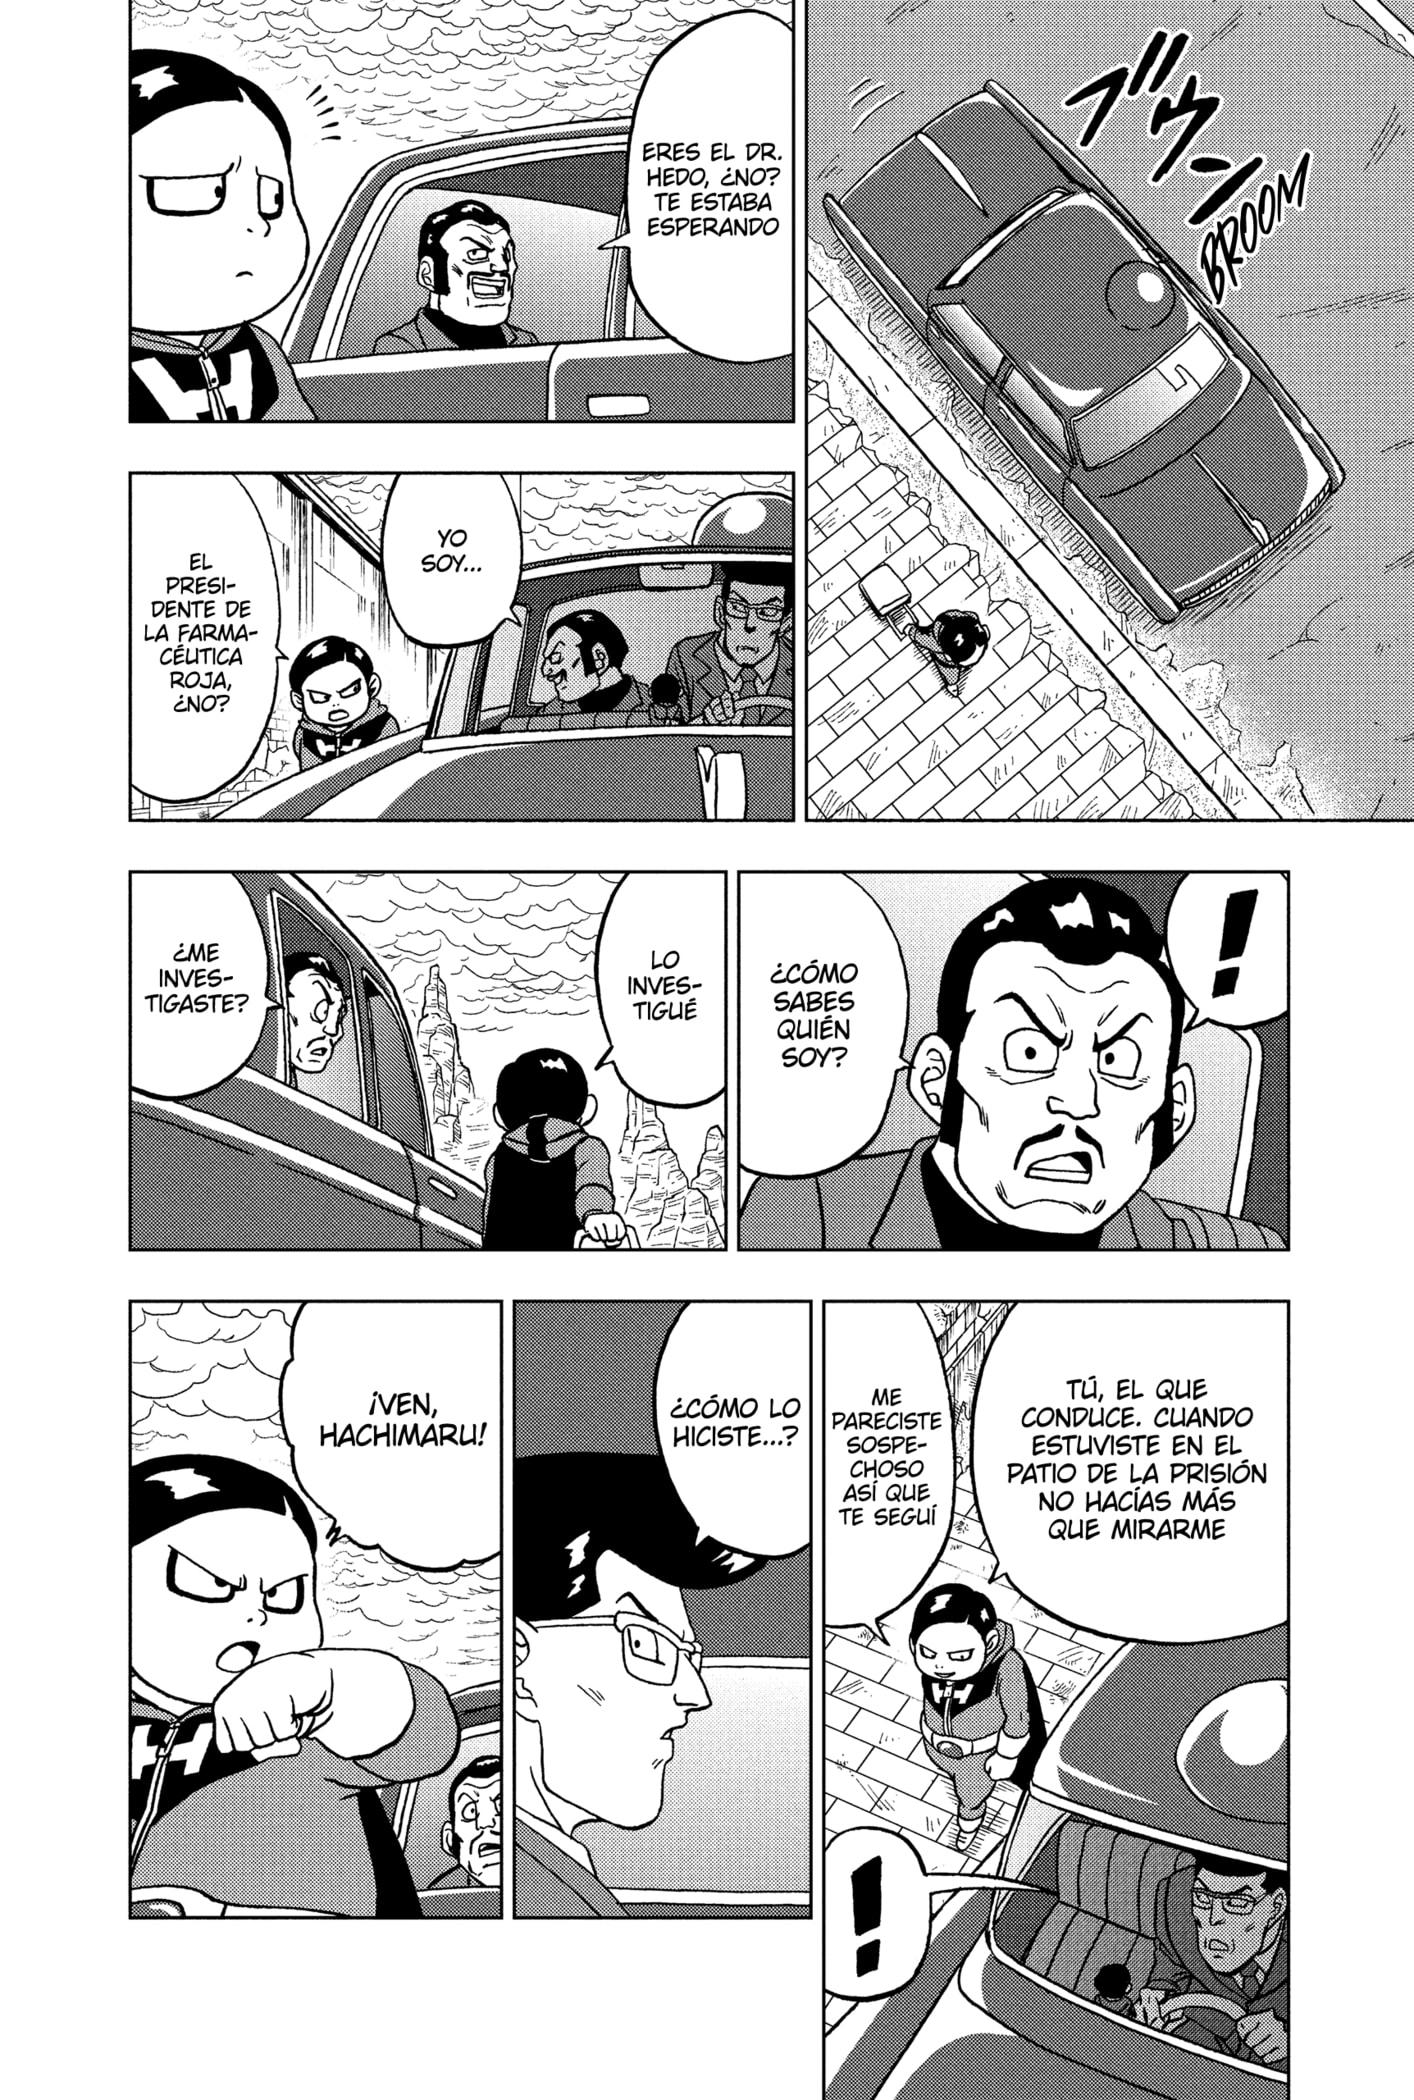 ブウン
BROOM
ERES EL DR.
HEDO, ¿NO?
TE ESTABA
ESPERANDO
YO
SOY...
EL
PRESI-
DENTE DE
LA FARMA-
CÉUTICA
ROJA,
¿NO?
!
¿CÓMO
SABES
QUIÉN
SOY?
LO
INVES-
TIGUÉ
¿ME
INVES-
TIGASTE?
TÚ, EL QUE
CONDUCE. CUANDO
ESTUVISTE EN EL
PATIO DE LA PRISIÓN
NO HACÍAS MÁS
QUE MIRARME
ME
PARECISTE
SOSPE-
CHOSO
ASÍ QUE
TE SEGUÍ
!
¿CÓMO LO
HICISTE...?
¡VEN,
HACHIMARU!